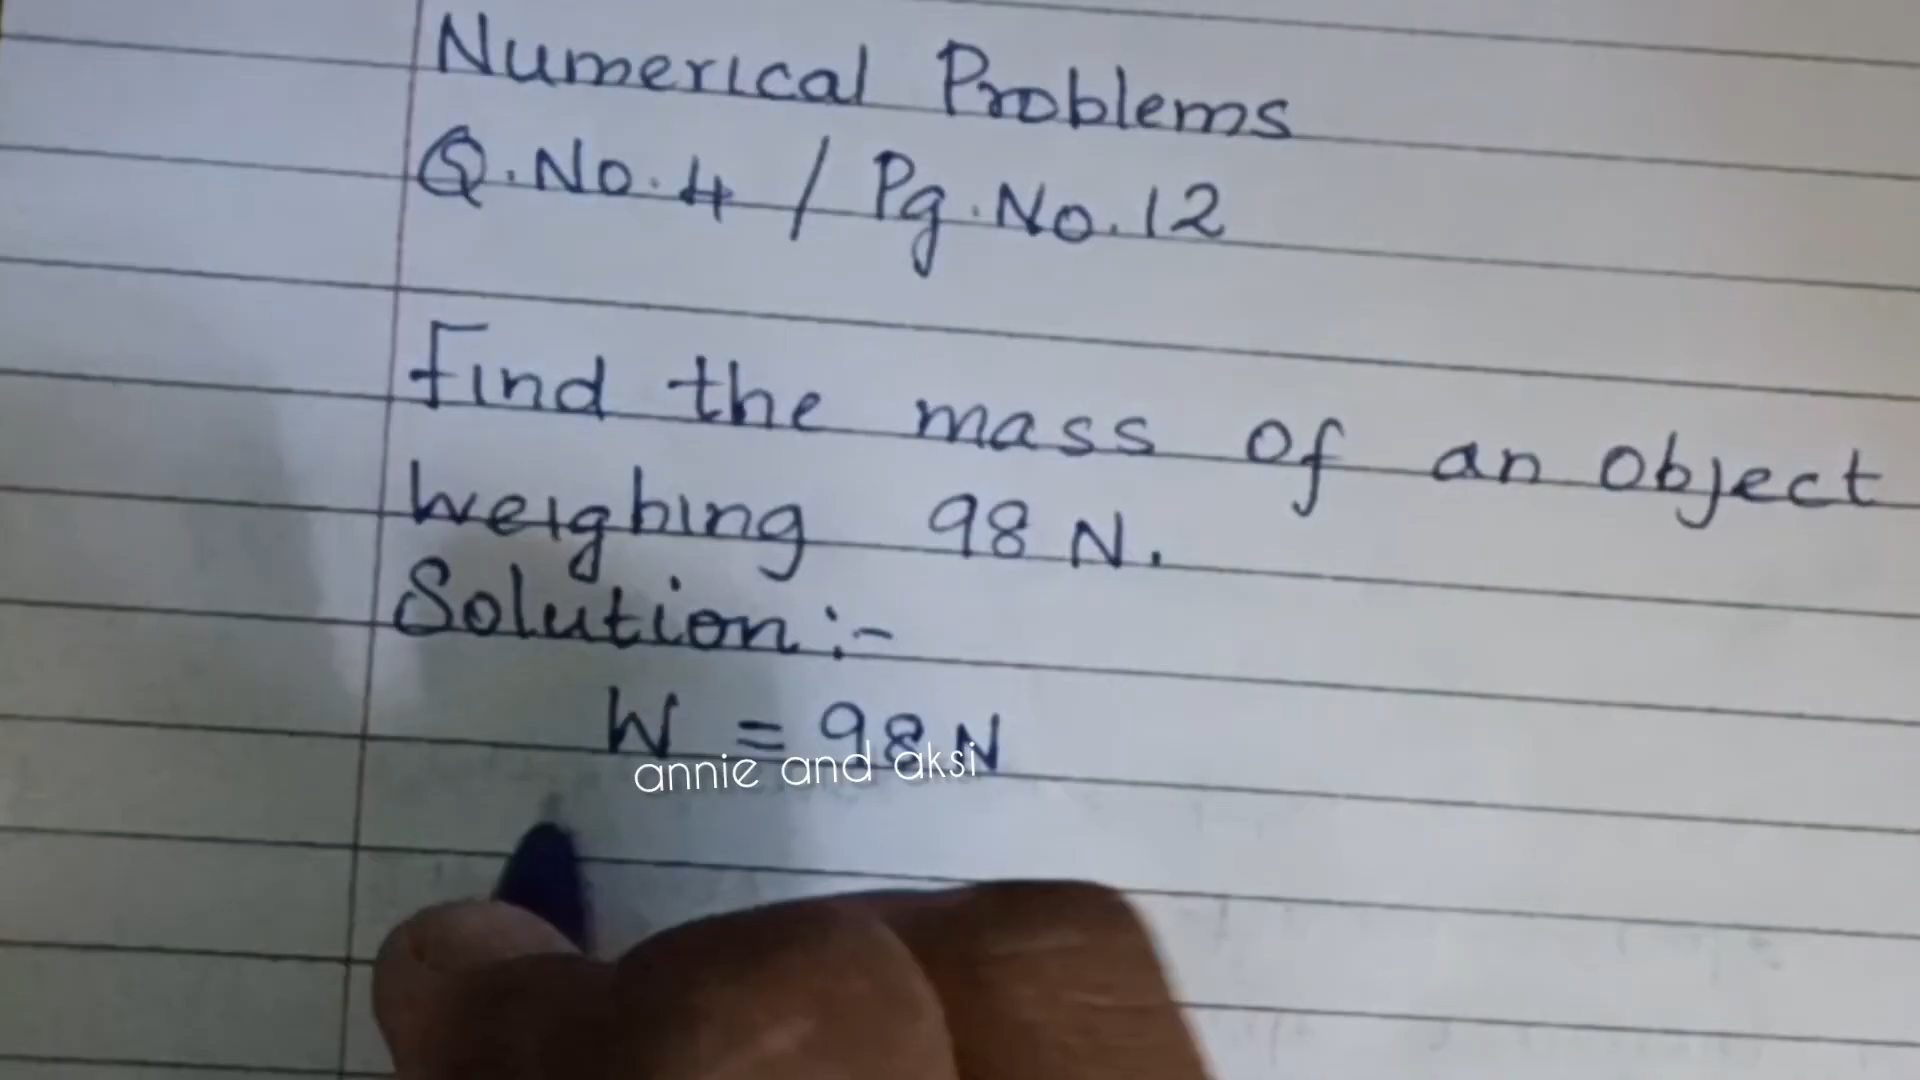 Numerical Problems
Q.No.4 / Pg.No.12
Find the mass of an object
weighing 98 N.
Solution :-
W = 98 N
annie and aksi